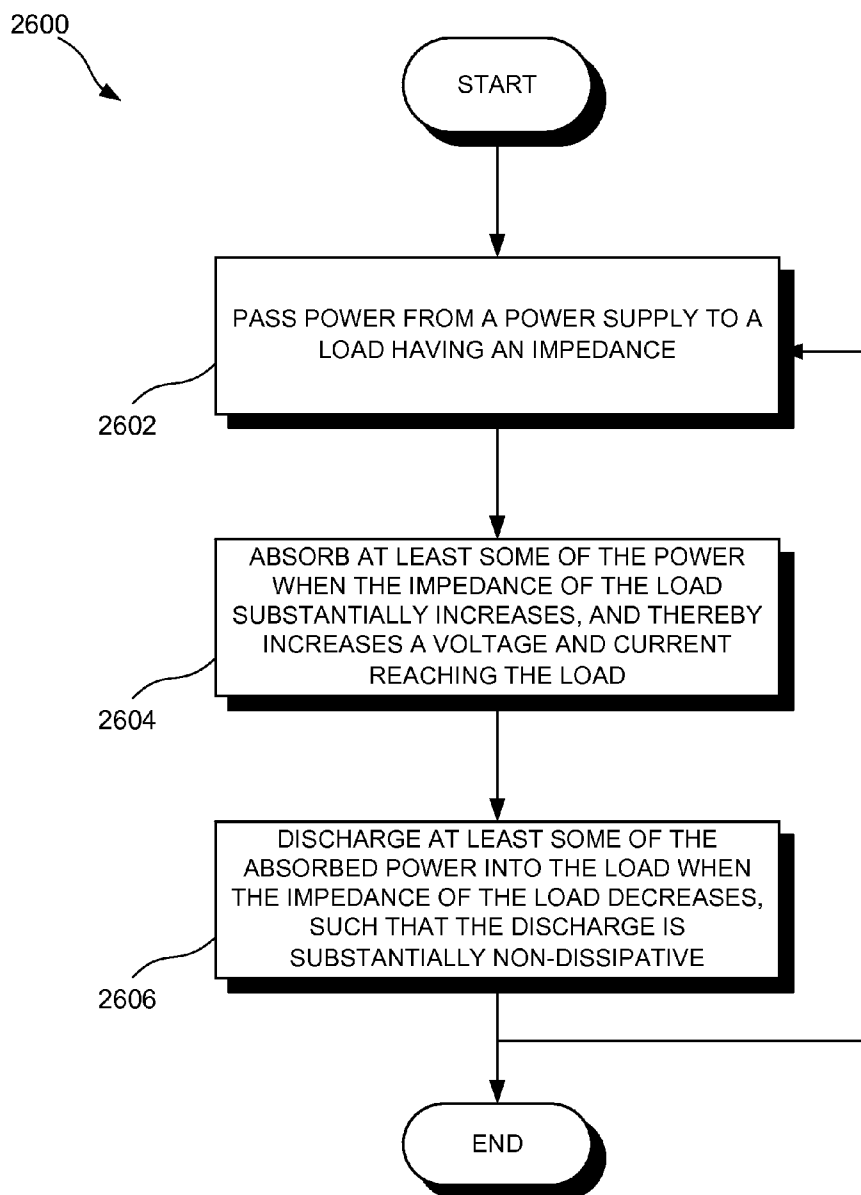 2600
START
PASS POWER FROM A POWER SUPPLY TO A
LOAD HAVING AN IMPEDANCE
2602
ABSORB AT LEAST SOME OF THE POWER
WHEN THE IMPEDANCE OF THE LOAD
SUBSTANTIALLY INCREASES, AND THEREBY
INCREASES A VOLTAGE AND CURRENT
REACHING THE LOAD
2604
DISCHARGE AT LEAST SOME OF THE
ABSORBED POWER INTO THE LOAD WHEN
THE IMPEDANCE OF THE LOAD DECREASES,
SUCH THAT THE DISCHARGE IS
SUBSTANTIALLY NON-DISSIPATIVE
2606
END